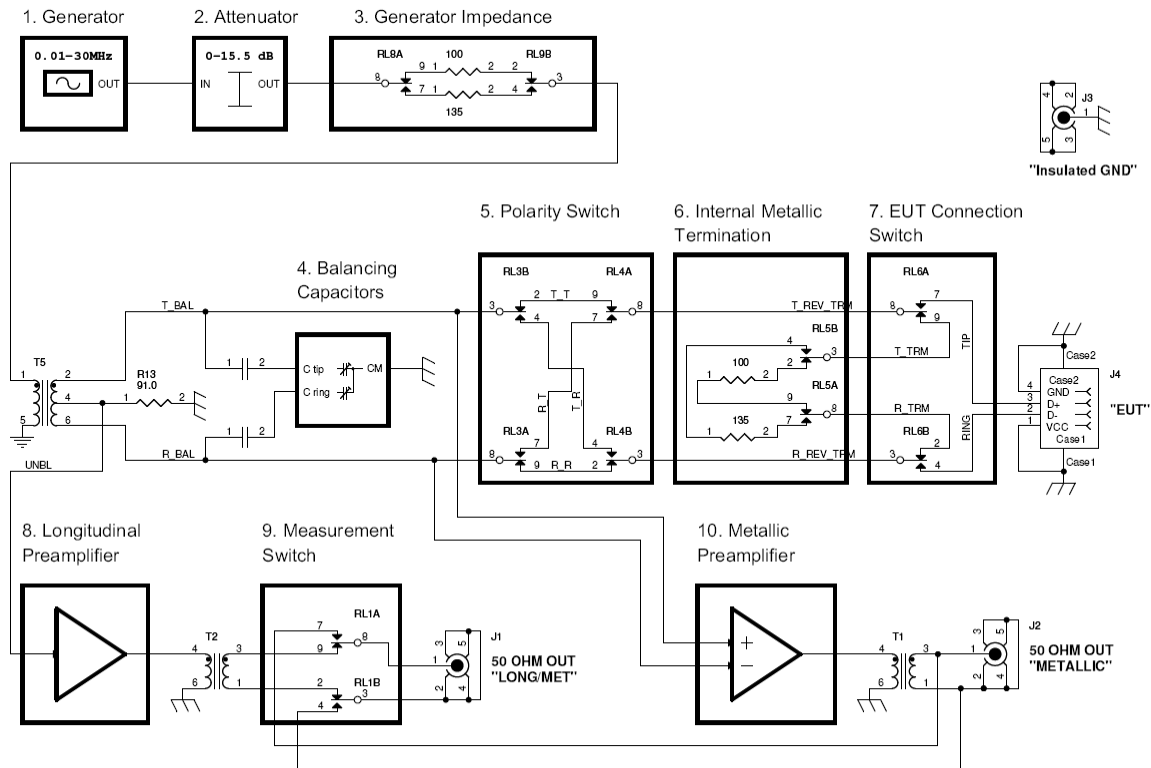 1. Generator
2. Attenuator
3. Generator Impedance
0.01-30MHz
OUT
0-15.5 dB
IN
OUT
RL8A
100
RL9B
8
9
1
2
2
3
7
1
2
4
135
J3
4
2
1
5
3
"Insulated GND"
5. Polarity Switch
6. Internal Metallic
Termination
7. EUT Connection
Switch
4. Balancing
Capacitors
RL3B
RL4A
RL6A
T_BAL
3
2
T_T
9
8
4
7
T_REV_TRM
8
7
9
RL5B
4
3
2
T_TRM
100
1
2
RL5A
9
8
7
R_TRM
135
1
2
TIP
RING
Case2
J4
Case2
4
GND
3
D+
2
D-
1
VCC
Case1
Case1
"EUT"
T5
1
2
4
5
6
R13
91.0
1
2
1
2
C tip
CM
C ring
1
2
R_T
T_R
RL3A
RL4B
RL6B
R_BAL
8
7
9
R_R
4
2
3
R_REV_TRM
3
2
4
UNBL
8. Longitudinal
Preamplifier
9. Measurement
Switch
10. Metallic
Preamplifier
T2
4
3
6
1
RL1A
7
8
9
RL1B
2
3
4
J1
3
5
1
2
4
50 OHM OUT
"LONG/MET"
+
−
T1
4
3
6
1
J2
3
5
1
2
4
50 OHM OUT
"METALLIC"